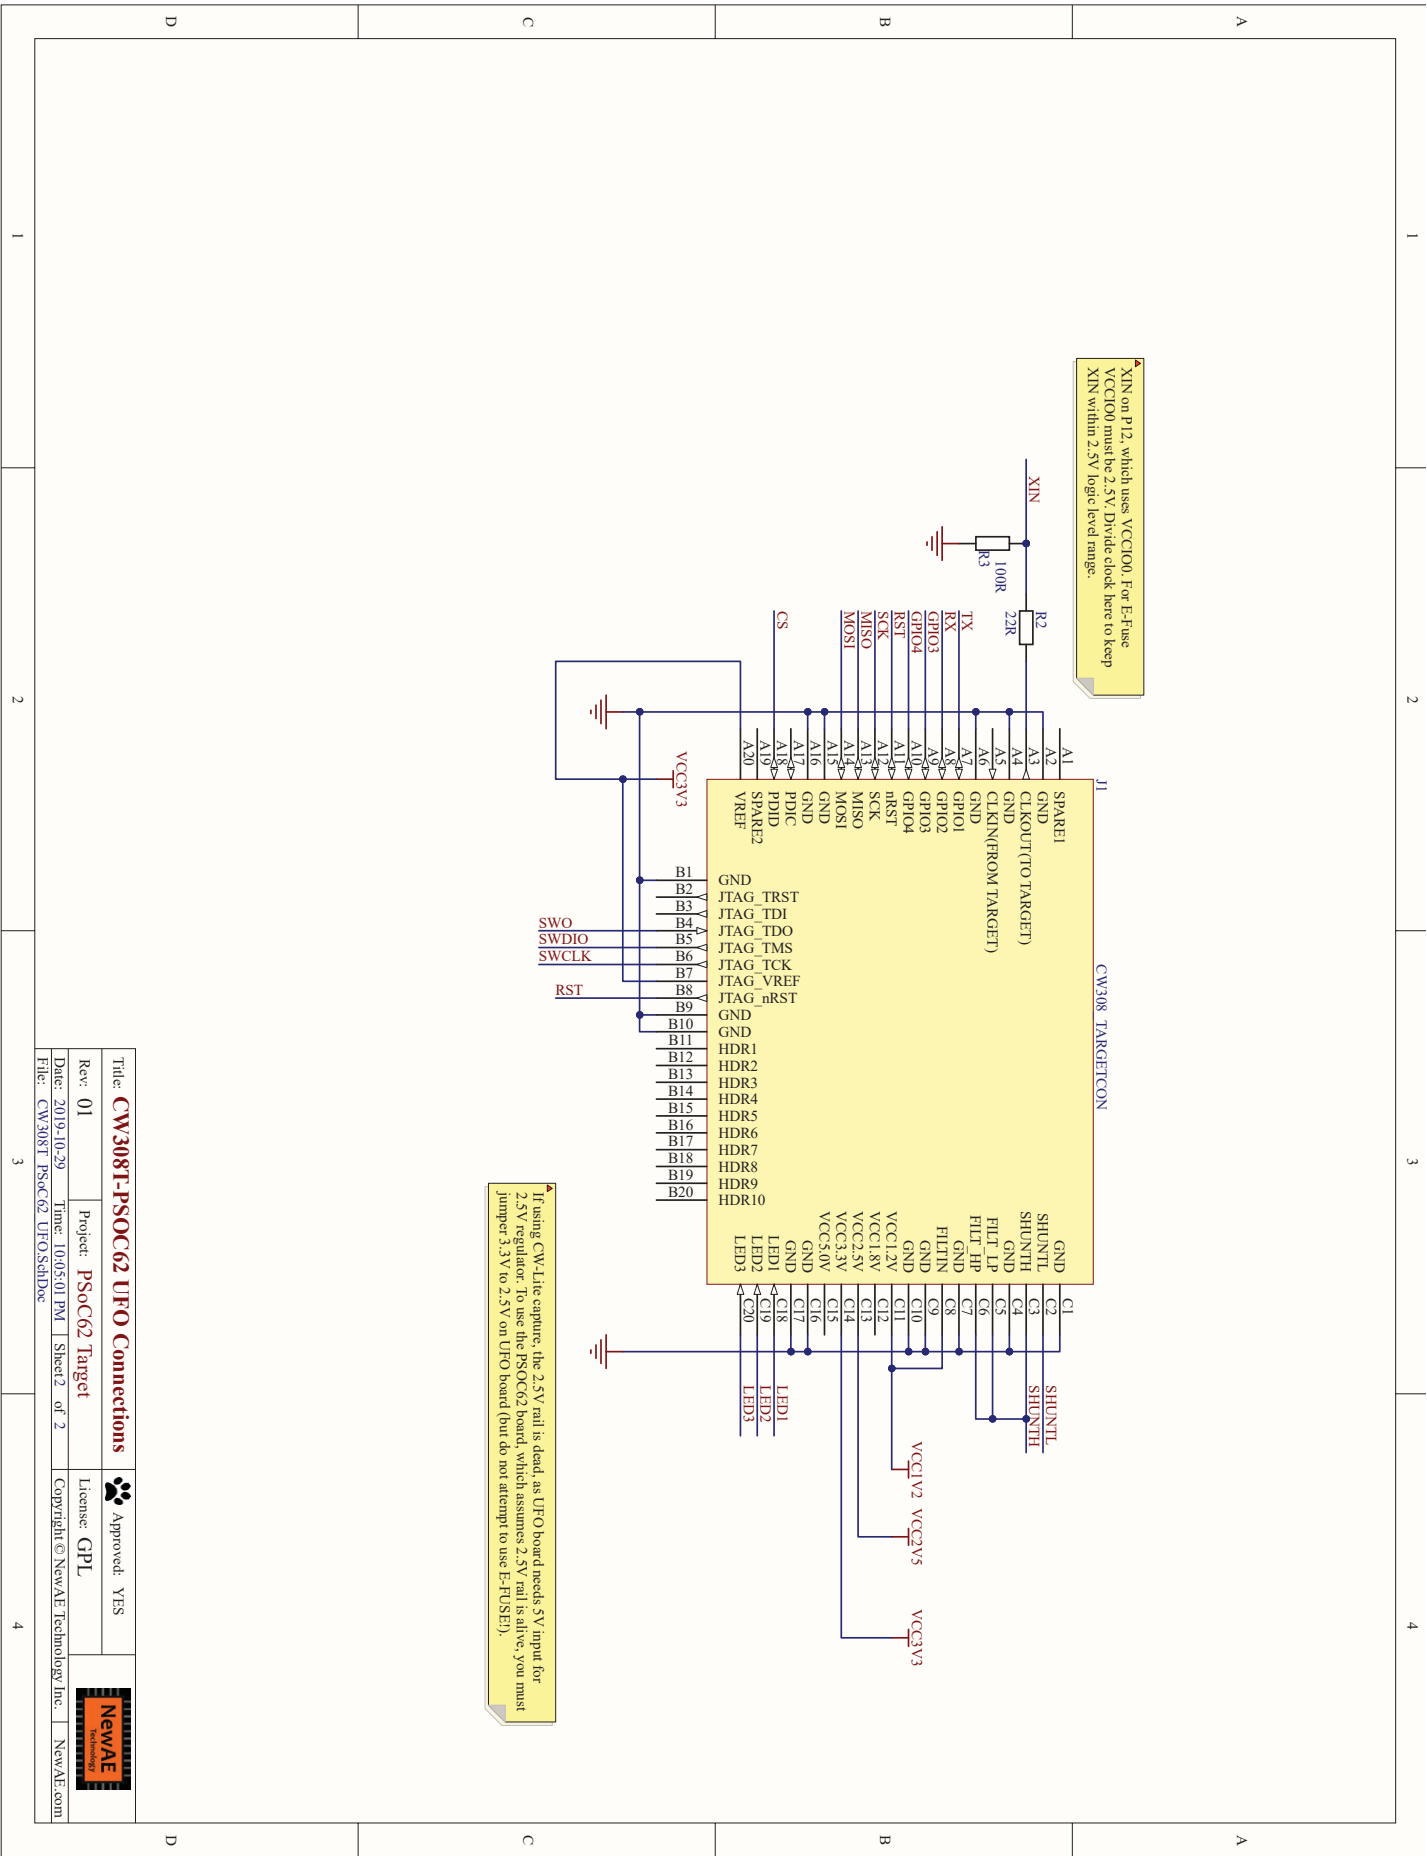 1
2
3
4
A
B
C
D
XIN on P12, which uses VCCIO0. For E-Fuse
VCCIO0 must be 2.5V. Divide clock here to keep
XIN within 2.5V logic level range.
XIN
R2
22R
R3
100R
TX
RX
GPIO3
GPIO4
RST
SCK
MISO
MOSI
CS
VCC3V3
J1
CW308_TARGETCON
A1 SPARE1
A2 GND
A3 CLKOUT(TO TARGET)
A4 GND
A5 CLKIN(FROM TARGET)
A6 GND
A7 GPIO1
A8 GPIO2
A9 GPIO3
A10 GPIO4
A11 nRST
A12 SCK
A13 MISO
A14 MOSI
A15 GND
A16 GND
A17 PDIC
A18 PDID
A19 SPARE2
A20 VREF
B1 GND
B2 JTAG_TRST
B3 JTAG_TDI
SWO B4 JTAG_TDO
SWDIO B5 JTAG_TMS
SWCLK B6 JTAG_TCK
B7 JTAG_VREF
RST B8 JTAG_nRST
B9 GND
B10 GND
B11 HDR1
B12 HDR2
B13 HDR3
B14 HDR4
B15 HDR5
B16 HDR6
B17 HDR7
B18 HDR8
B19 HDR9
B20 HDR10
GND C1
SHUNTL C2 SHUNTL
SHUNTH C3 SHUNTH
GND C4
FILT_LP C5
FILT_HP C6
GND C7
FILTIN C8
GND C9
GND C10
VCC1.2V C11
VCC1.8V C12
VCC2.5V C13
VCC3.3V C14
VCC5.0V C15
GND C16
GND C17
LED1 C18 LED1
LED2 C19 LED2
LED3 C20 LED3
VCC1V2
VCC2V5
VCC3V3
If using CW-Lite capture, the 2.5V rail is dead, as UFO board needs 5V input for
2.5V regulator. To use the PSOC62 board, which assumes 2.5V rail is alive, you must
jumper 3.3V to 2.5V on UFO board (but do not attempt to use E-FUSE!).
Title: CW308T-PSOC62 UFO Connections
Approved: YES
Rev: 01
Project: PSoC62 Target
License: GPL
Date: 2019-10-29
Time: 10:05:01 PM
Sheet 2 of 2
Copyright © NewAE Technology Inc.
NewAE.com
File: CW308T_PSoC62_UFO.SchDoc
NewAE
Technology
1
2
3
4
A
B
C
D